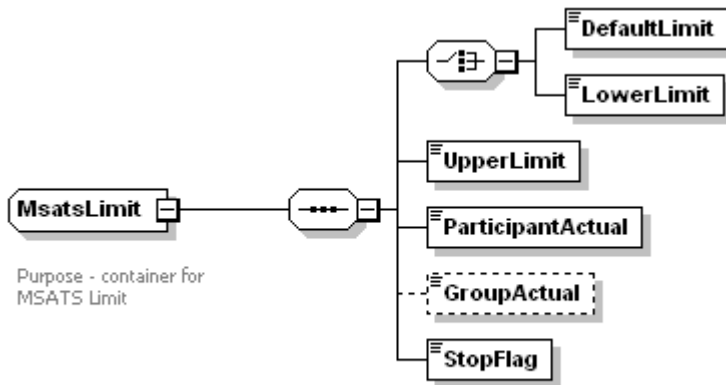 DefaultLimit
LowerLimit
UpperLimit
MsatsLimit
ParticipantActual
Purpose - container for
MSATS Limit
GroupActual
StopFlag